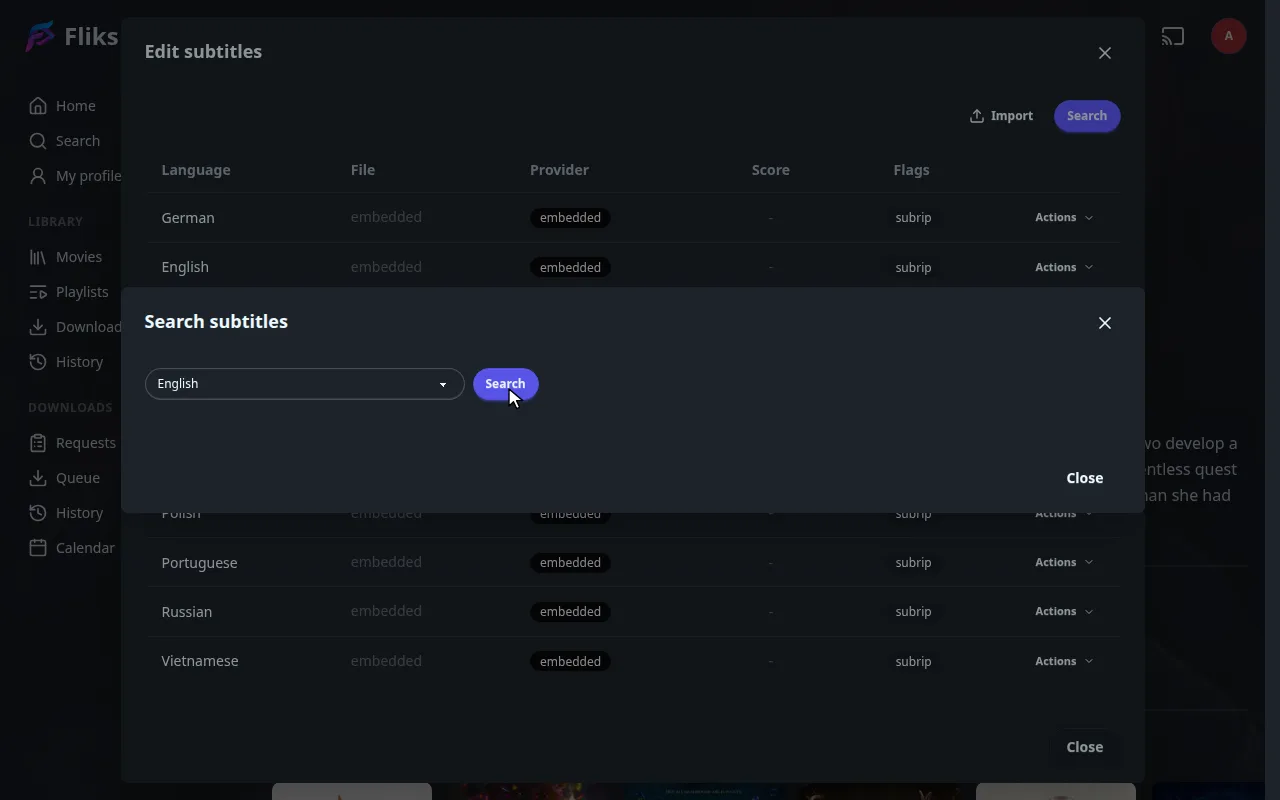 Fliks
Edit subtitles
A
Home
Search
My profile
LIBRARY
Movies
Playlists
Download
History
DOWNLOADS
Requests
Queue
History
Calendar
Import
Search
Language File Provider Score Flags
German embedded embedded - subrip Actions
English embedded embedded - subrip Actions
Search subtitles
English
Search
Close
Polish embedded embedded - subrip Actions
Portuguese embedded embedded - subrip Actions
Russian embedded embedded - subrip Actions
Vietnamese embedded embedded - subrip Actions
Close
wo develop a
entless quest
nan she had